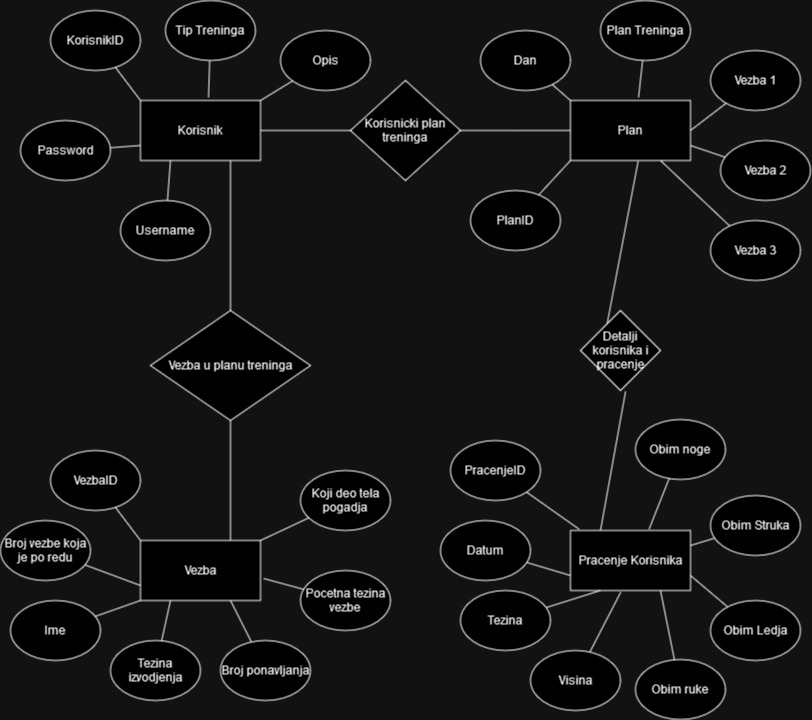 KorisnikID
Tip Treninga
Opis
Korisnik
Password
Username
Korisnicki plan
treninga
Dan
Plan Treninga
Vezba 1
Plan
Vezba 2
PlanID
Vezba 3
Vezba u planu treninga
Detalji
korisnika i
pracenje
VezbaID
Koji deo tela
pogadja
Broj vezbe koja
je po redu
Vezba
Pocetna tezina
vezbe
Ime
Tezina
izvodjenja
Broj ponavljanja
PracenjeID
Obim noge
Datum
Obim Struka
Pracenje Korisnika
Tezina
Obim Ledja
Visina
Obim ruke